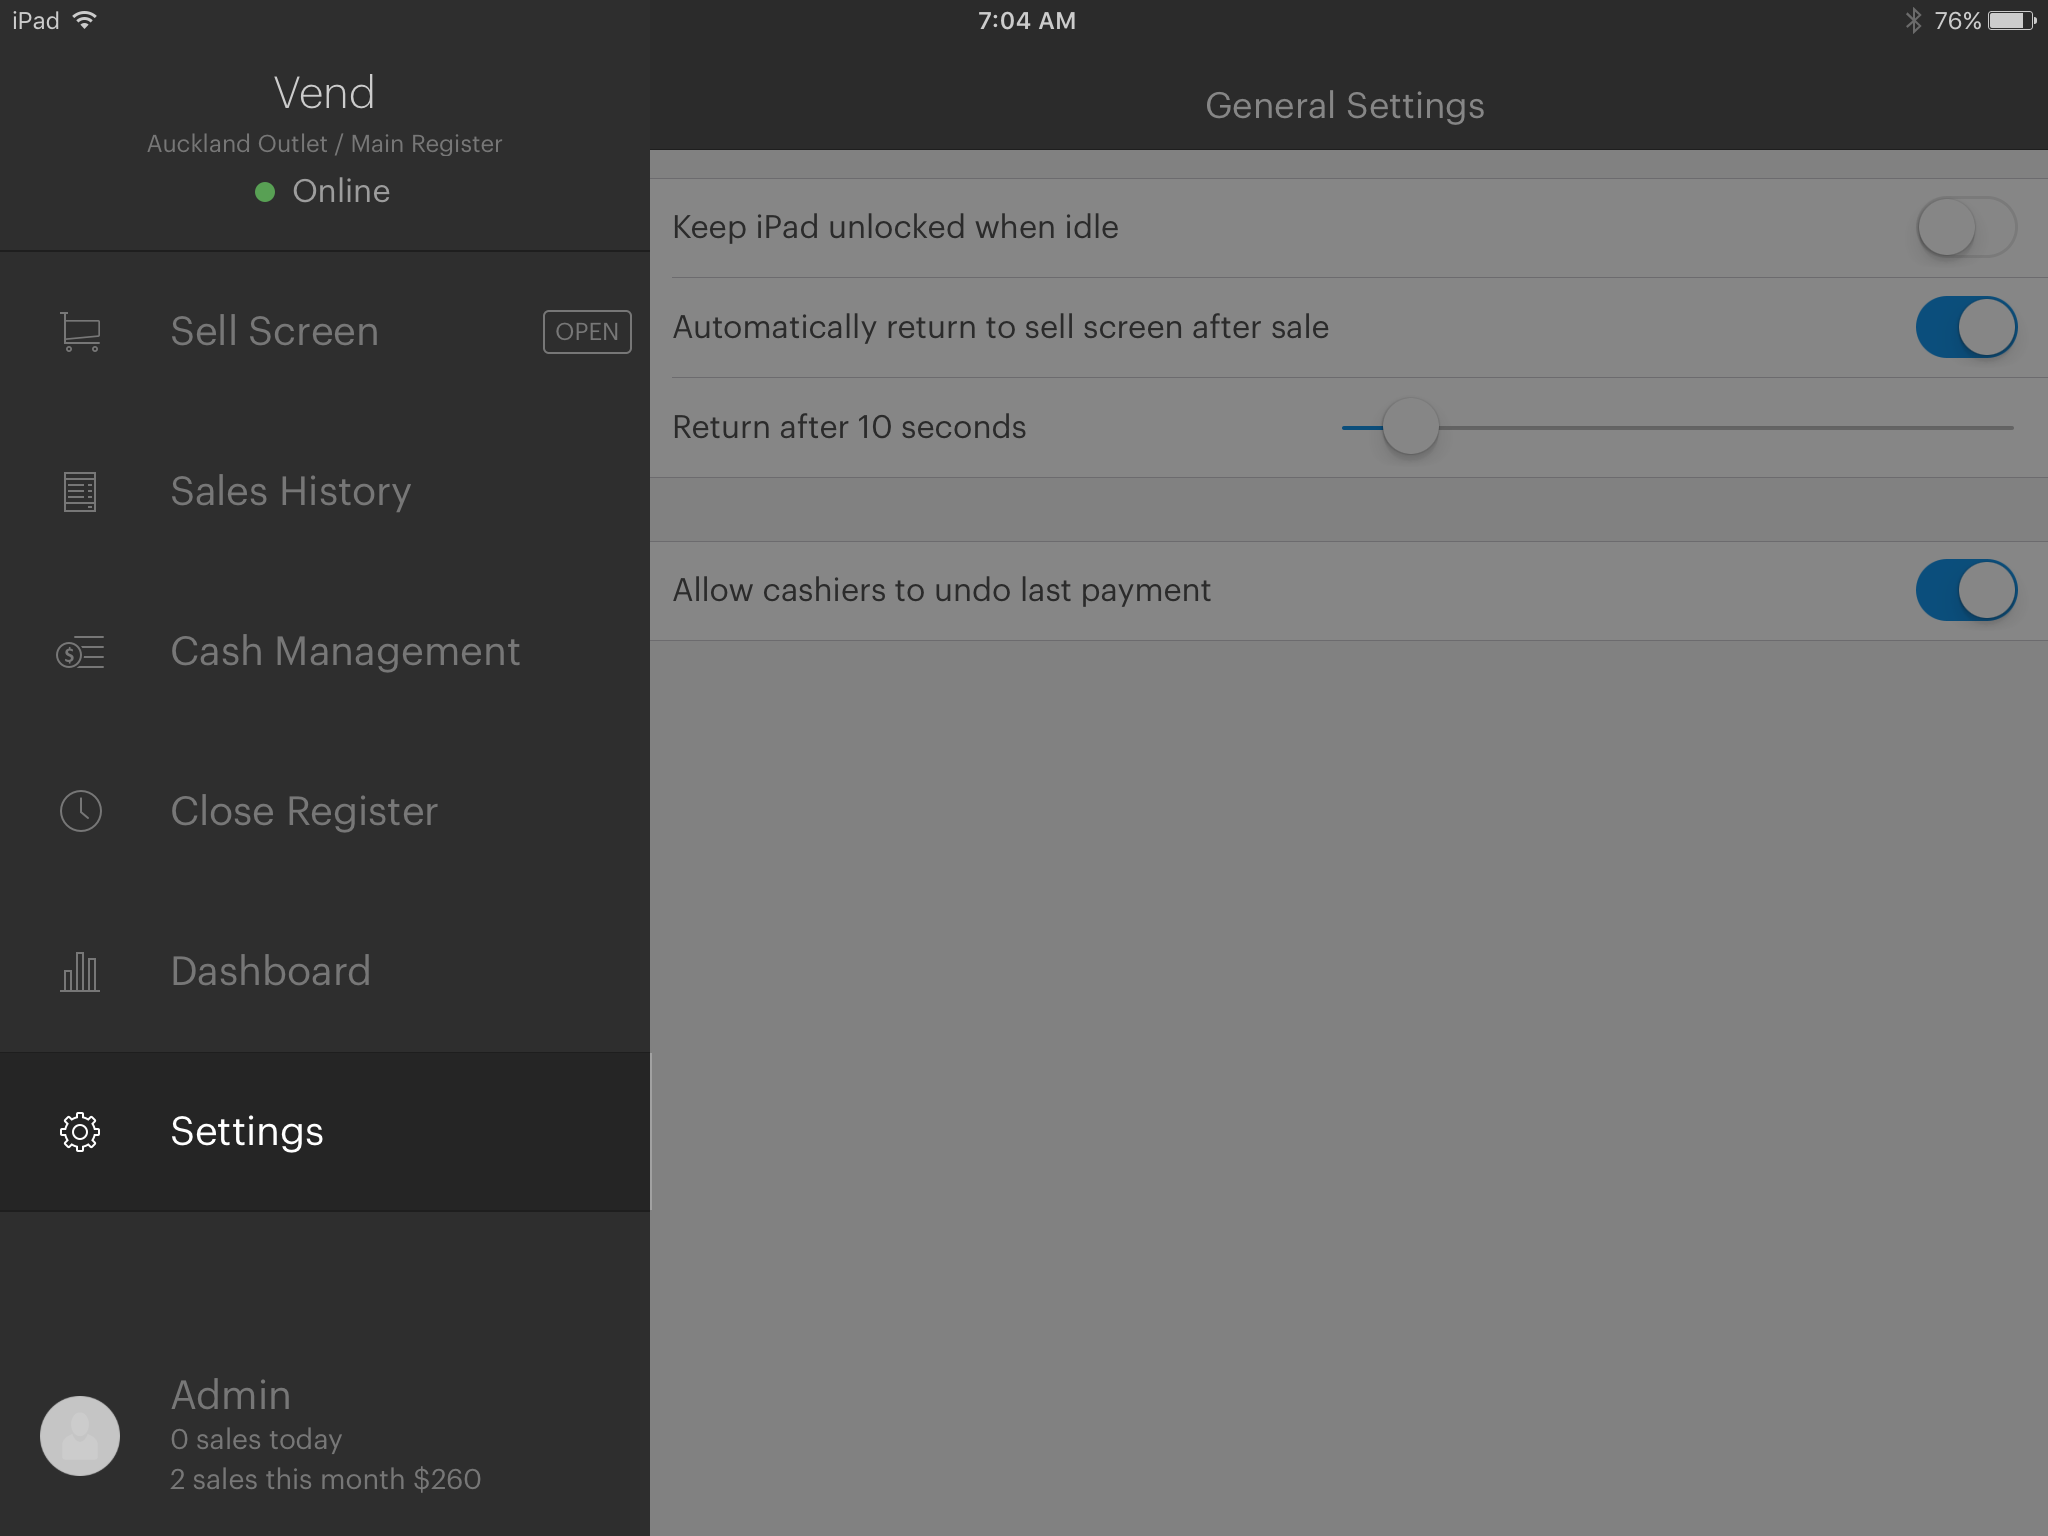 iPad
7:04 AM
76%
Vend
Auckland Outlet / Main Register
Online
Sell Screen
OPEN
Sales History
Cash Management
Close Register
Dashboard
Settings
Admin
0 sales today
2 sales this month $260
General Settings
Keep iPad unlocked when idle
Automatically return to sell screen after sale
Return after 10 seconds
Allow cashiers to undo last payment